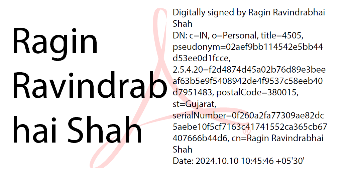 Ragin
Ravindrab
hai Shah
Digitally signed by Ragin Ravindrabhai
Shah
DN: c=IN, o=Personal, title=4505,
pseudonym=02aef9bb114542e5bb44
d53ee0d1fcce,
2.5.4.20=f2d4874d45a02b76d89e3bee
af63b5e9f5408942de4f9537c58eeb40
d7951483, postalCode=380015,
st=Gujarat,
serialNumber=0f260a2fa77309ae82dc
5aebe10f5cf7163c41741552ca365cb67
407666b44d6, cn=Ragin Ravindrabhai
Shah
Date: 2024.10.10 10:45:46 +05'30'